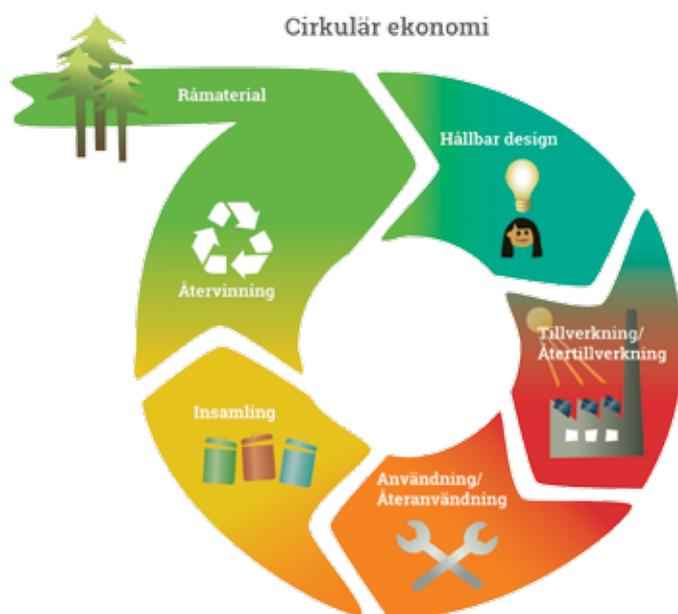 Cirkulär ekonomi
Råmaterial
Hållbar design
Tillverkning/
Återtillverkning
Användning/
Återanvändning
Insamling
Återvinning